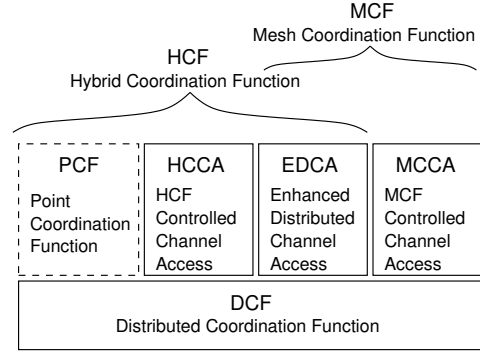 MCF
Mesh Coordination Function
HCF
Hybrid Coordination Function
PCF
Point
Coordination
Function
HCCA
HCF
Controlled
Channel
Access
EDCA
Enhanced
Distributed
Channel
Access
MCCA
MCF
Controlled
Channel
Access
DCF
Distributed Coordination Function